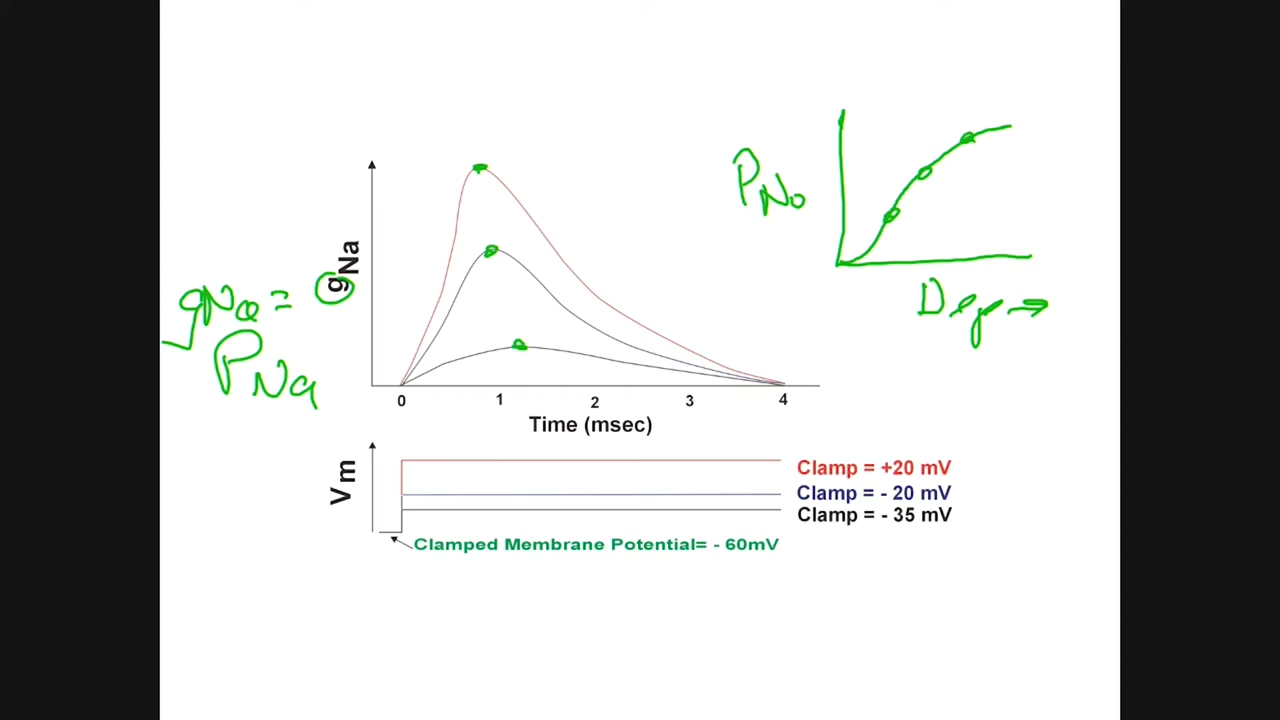 PNa
gNa
gNa =
PNa
Dep →
0 1 2 3 4
Time (msec)
Vm
Clamp = +20 mV
Clamp = - 20 mV
Clamp = - 35 mV
Clamped Membrane Potential= - 60mV